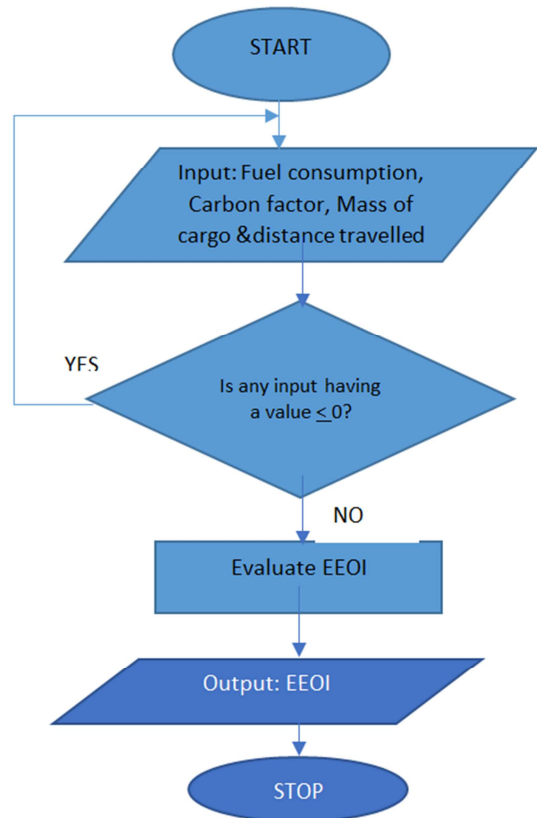 START
Input: Fuel consumption,
Carbon factor, Mass of
cargo &distance travelled
YES
Is any input having
a value ≤ 0?
NO
Evaluate EEOI
Output: EEOI
STOP